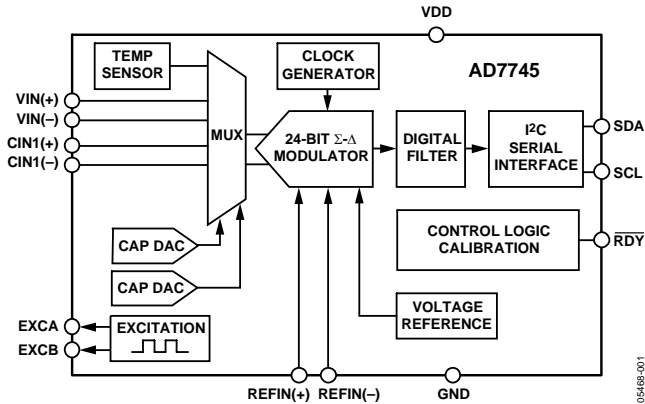 VDD
TEMP
SENSOR
CLOCK
GENERATOR
AD7745
VIN(+)
VIN(–)
CIN1(+)
CIN1(–)
MUX
24-BIT Σ-Δ
MODULATOR
DIGITAL
FILTER
I²C
SERIAL
INTERFACE
SDA
SCL
CAP DAC
CAP DAC
CONTROL LOGIC
CALIBRATION
R̅D̅Y̅
EXCA
EXCB
EXCITATION
VOLTAGE
REFERENCE
REFIN(+)
REFIN(–)
GND
05468-001